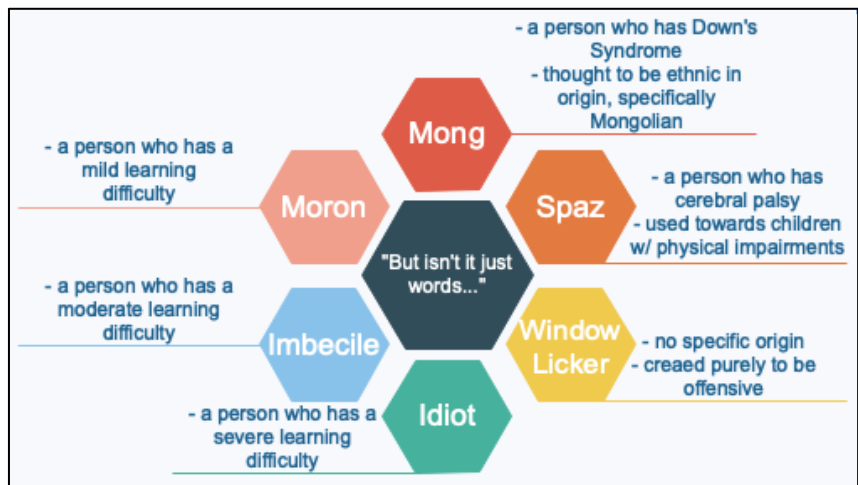 - a person who has Down's
Syndrome
- thought to be ethnic in
origin, specifically
Mongolian
Mong
- a person who has a
mild learning
difficulty
Moron
Spaz
- a person who has
cerebral palsy
- used towards children
w/ physical impairments
"But isn't it just
words..."
- a person who has a
moderate learning
difficulty
Imbecile
Window
Licker
- no specific origin
- creaed purely to be
offensive
Idiot
- a person who has a
severe learning
difficulty